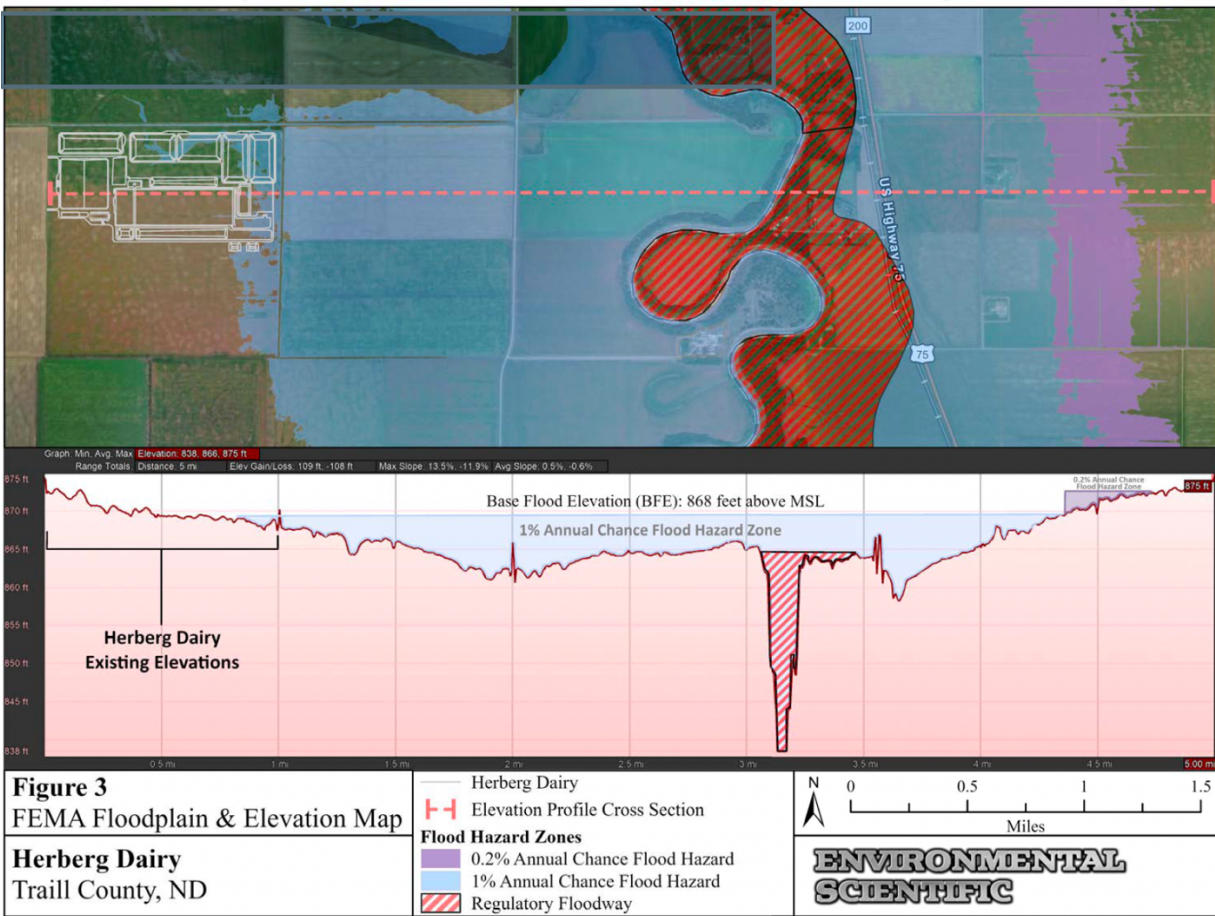 200
US Highway 75
75
Graph: Min, Avg, Max Elevation: 838, 866, 875 ft
Range Totals: Distance: 5 mi Elev Gain/Loss: 109 ft, -108 ft Max Slope: 13.5%, -11.9% Avg Slope: 0.5%, -0.6%
875 ft
870 ft
865 ft
860 ft
855 ft
850 ft
845 ft
838 ft
Base Flood Elevation (BFE): 868 feet above MSL
1% Annual Chance Flood Hazard Zone
0.2% Annual Chance
Flood Hazard Zone
875 ft
Herberg Dairy
Existing Elevations
0.5 mi 1 mi 1.5 mi 2 mi 2.5 mi 3 mi 3.5 mi 4 mi 4.5 mi 5.00 mi
Figure 3
FEMA Floodplain & Elevation Map
Herberg Dairy
Traill County, ND
Herberg Dairy
Elevation Profile Cross Section
Flood Hazard Zones
0.2% Annual Chance Flood Hazard
1% Annual Chance Flood Hazard
Regulatory Floodway
N
0 0.5 1 1.5
Miles
ENVIRONMENTAL
SCIENTIFIC